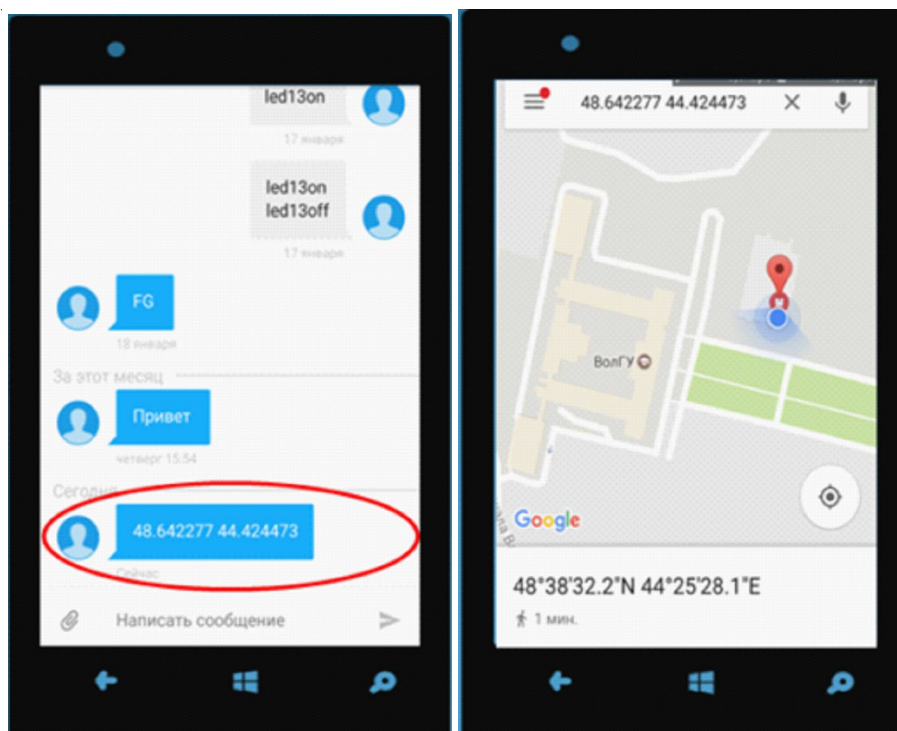 led13on
17 января
led13on
led13off
17 января
FG
18 января
За этот месяц
Привет
четверг 15.54
Сегодня
48.642277 44.424473
Сейчас
Написать сообщение
48.642277 44.424473
ВолГУ
Google
48°38'32.2"N 44°25'28.1"E
1 мин.